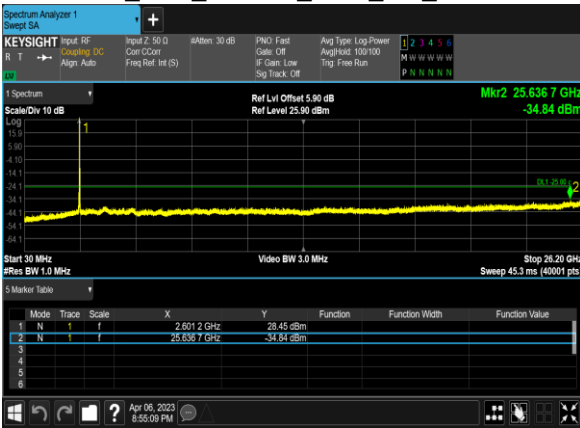 Spectrum Analyzer 1
Swept SA
+
KEYSIGHT Input: RF Input Z: 50 Ω #Atten: 30 dB PNO: Fast Avg Type: Log-Power 1 2 3 4 5 6
R T Coupling: DC Corr CCorr Gate: Off Avg|Hold: 100/100 M W W W W W
Align: Auto Freq Ref: Int (S) IF Gain: Low Trig: Free Run
LV Sig Track: Off P N N N N N
1 Spectrum Ref Lvl Offset 5.90 dB Mkr2 25.636 7 GHz
Scale/Div 10 dB Ref Level 25.90 dBm -34.84 dBm
Log
15.9
5.90
-4.10
-14.1
-24.1
-34.1
-44.1
-54.1
-64.1
1
DL1 -25.00
2
Start 30 MHz Video BW 3.0 MHz Stop 26.20 GHz
#Res BW 1.0 MHz Sweep 45.3 ms (40001 pts
5 Marker Table
Mode Trace Scale X Y Function Function Width Function Value
1 N 1 f 2.601 2 GHz 28.45 dBm
2 N 1 f 25.636 7 GHz -34.84 dBm
3
4
5
6
? Apr 06, 2023
8:55:09 PM